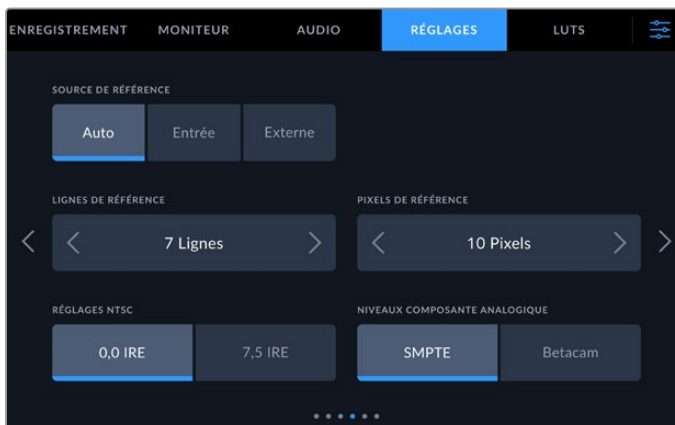 ENREGISTREMENT MONITEUR AUDIO RÉGLAGES LUTS
SOURCE DE RÉFÉRENCE
Auto Entrée Externe
LIGNES DE RÉFÉRENCE PIXELS DE RÉFÉRENCE
7 Lignes 10 Pixels
RÉGLAGES NTSC NIVEAUX COMPOSANTE ANALOGIQUE
0,0 IRE 7,5 IRE SMPTE Betacam